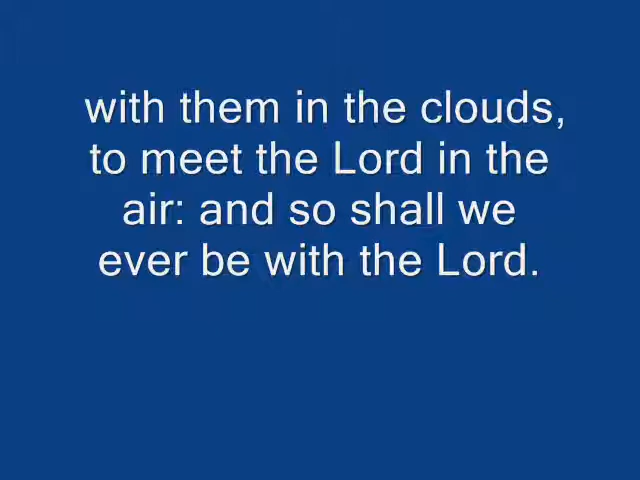 with them in the clouds,
to meet the Lord in the
air: and so shall we
ever be with the Lord.